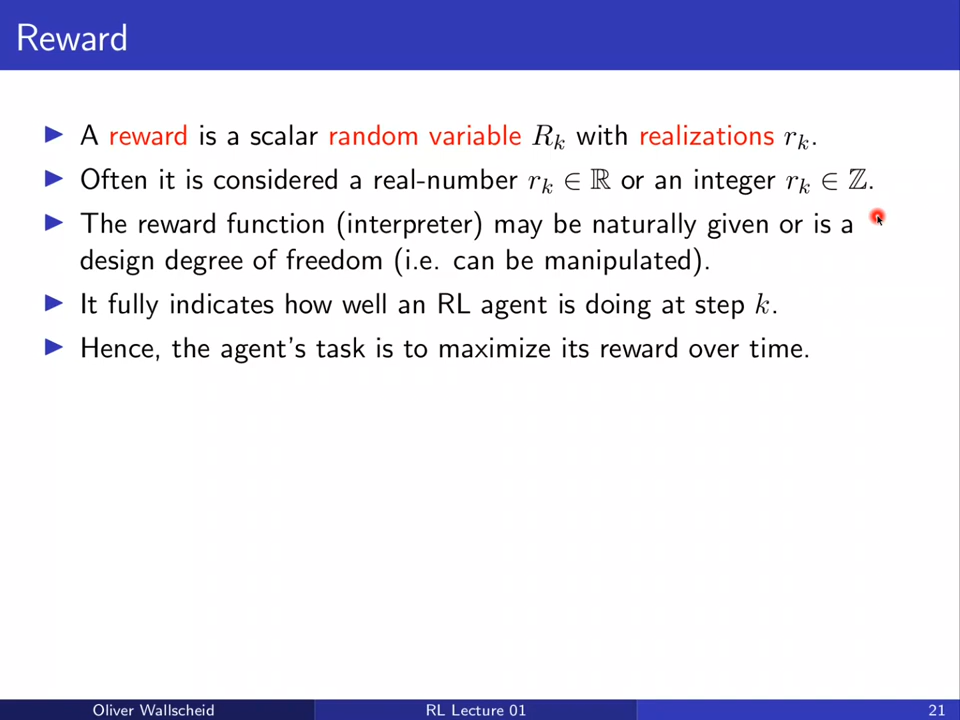 Reward
▶ A reward is a scalar random variable Rₖ with realizations rₖ.
▶ Often it is considered a real-number rₖ ∈ ℝ or an integer rₖ ∈ ℤ.
▶ The reward function (interpreter) may be naturally given or is a
design degree of freedom (i.e. can be manipulated).
▶ It fully indicates how well an RL agent is doing at step k.
▶ Hence, the agent's task is to maximize its reward over time.
Oliver Wallscheid RL Lecture 01 21